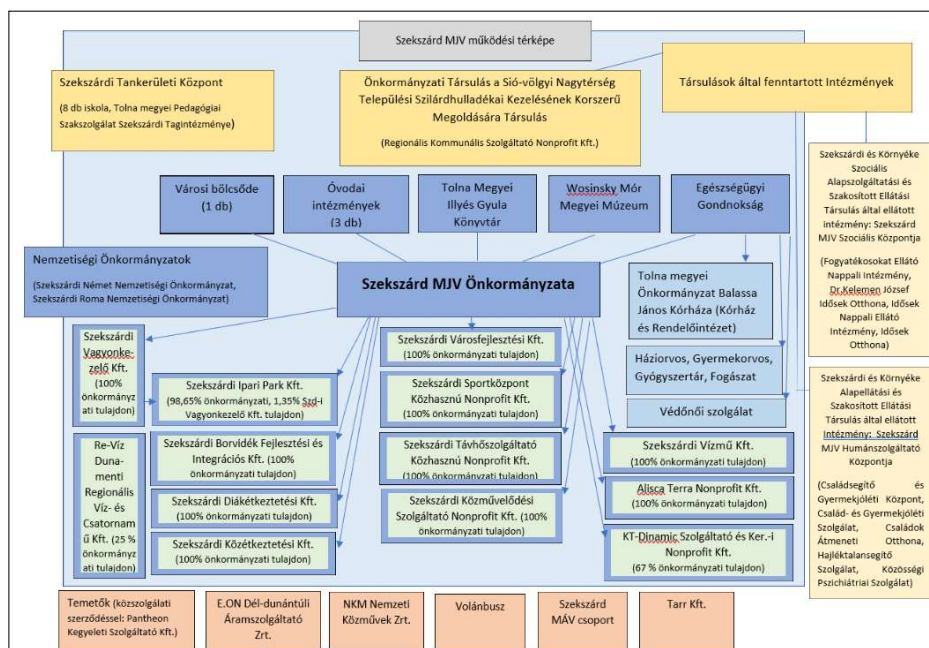 Szekszárd MJV működési térképe
Szekszárdi Tankerületi Központ
(8 db iskola, Tolna megyei Pedagógiai
Szakszolgálat Szekszárdi Tagintézménye)
Önkormányzati Társulás a Sió-völgyi Nagytérség
Települési Szilárdhulladékai Kezelésének Korszerű
Megoldására Társulás
(Regionális Kommunális Szolgáltató Nonprofit Kft.)
Társulások által fenntartott Intézmények
Városi bölcsőde
(1 db)
Óvodai
intézmények
(3 db)
Tolna Megyei
Illyés Gyula
Könyvtár
Wosinsky Mór
Megyei Múzeum
Egészségügyi
Gondnokság
Szekszárdi és Környéke
Szociális
Alapszolgáltatási és
Szakosított Ellátási
Társulás által ellátott
intézmény: Szekszárd
MJV Szociális Központja
(Fogyatékosokat Ellátó
Nappali Intézmény,
Dr.Kelemen József
Idősek Otthona, Idősek
Nappali Ellátó
Intézmény, Idősek
Otthona)
Nemzetiségi Önkormányzatok
(Szekszárdi Német Nemzetiségi Önkormányzat,
Szekszárdi Roma Nemzetiségi Önkormányzat)
Szekszárd MJV Önkormányzata
Tolna megyei
Önkormányzat Balassa
János Kórháza (Kórház
és Rendelőintézet)
Háziorvos, Gyermekorvos,
Gyógyszertár, Fogászat
Védőnői szolgálat
Szekszárdi
Vagyonke-
zelő Kft.
(100%
önkormányz
ati tulajdon)
Szekszárdi Ipari Park Kft.
(98,65% önkormányzati, 1,35% Szd-i
Vagyonkezelő Kft. tulajdon)
Szekszárdi Városfejlesztési Kft.
(100% önkormányzati tulajdon)
Szekszárdi Sportközpont
Közhasznú Nonprofit Kft.
(100% önkormányzati tulajdon)
Re-Víz
Duna-
menti
Regionális
Víz- és
Csatornam
ű Kft. (25 %
önkormányz
ati tulajdon)
Szekszárdi Borvidék Fejlesztési és
Integrációs Kft. (100%
önkormányzati tulajdon)
Szekszárdi Diákétkeztetési Kft.
(100% önkormányzati tulajdon)
Szekszárdi Közétkeztetési Kft.
(100% önkormányzati tulajdon)
Szekszárdi Távhőszolgáltató
Közhasznú Nonprofit Kft.
(100% önkormányzati tulajdon)
Szekszárdi Közművelődési
Szolgáltató Nonprofit Kft. (100%
önkormányzati tulajdon)
Szekszárdi Vízmű Kft.
(100% önkormányzati tulajdon)
Alisca Terra Nonprofit Kft.
(100% önkormányzati tulajdon)
KT-Dinamic Szolgáltató és Ker.-i
Nonprofit Kft.
(67 % önkormányzati tulajdon)
Szekszárdi és Környéke
Alapellátási és
Szakosított Ellátási
Társulás által ellátott
Intézmény: Szekszárd
MJV Humánszolgáltató
Központja
(Családsegítő és
Gyermekjóléti Központ,
Család- és Gyermekjóléti
Szolgálat, Családok
Átmeneti Otthona,
Hajléktalansegítő
Szolgálat, Közösségi
Pszichiátriai Szolgálat)
Temetők (közszolgálati
szerződéssel: Pantheon
Kegyeleti Szolgáltató Kft.)
E.ON Dél-dunántúli
Áramszolgáltató
Zrt.
NKM Nemzeti
Közművek Zrt.
Volánbusz
Szekszárd
MÁV csoport
Tarr Kft.